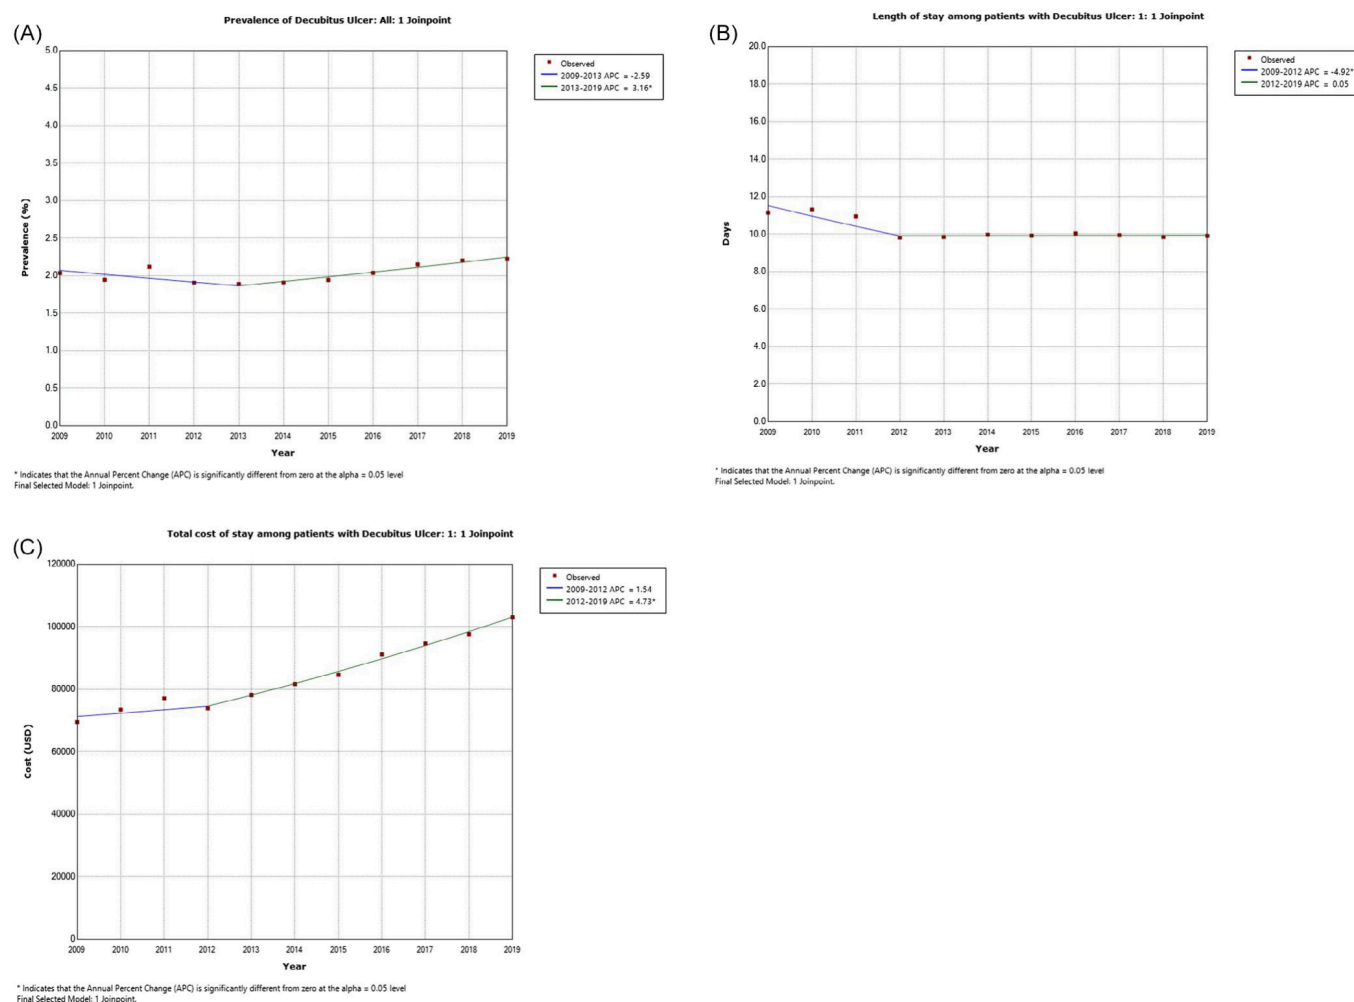 Prevalence of Decubitus Ulcer: All: 1 Joinpoint
(A)
5.0
4.5
4.0
3.5
3.0
2.5
2.0
1.5
1.0
0.5
0.0
Prevalence (%)
2009 2010 2011 2012 2013 2014 2015 2016 2017 2018 2019
Year
Observed
2009-2013 APC = -2.59
2013-2019 APC = 3.16*
* Indicates that the Annual Percent Change (APC) is significantly different from zero at the alpha = 0.05 level
Final Selected Model: 1 Joinpoint.
Length of stay among patients with Decubitus Ulcer: 1: 1 Joinpoint
(B)
20.0
18.0
16.0
14.0
12.0
10.0
8.0
6.0
4.0
2.0
0.0
Days
2009 2010 2011 2012 2013 2014 2015 2016 2017 2018 2019
Year
Observed
2009-2012 APC = -4.92*
2012-2019 APC = 0.05
* Indicates that the Annual Percent Change (APC) is significantly different from zero at the alpha = 0.05 level
Final Selected Model: 1 Joinpoint.
Total cost of stay among patients with Decubitus Ulcer: 1: 1 Joinpoint
(C)
120000
100000
80000
60000
40000
20000
0
Cost (USD)
2009 2010 2011 2012 2013 2014 2015 2016 2017 2018 2019
Year
Observed
2009-2012 APC = 1.54
2012-2019 APC = 4.73*
* Indicates that the Annual Percent Change (APC) is significantly different from zero at the alpha = 0.05 level
Final Selected Model: 1 Joinpoint.